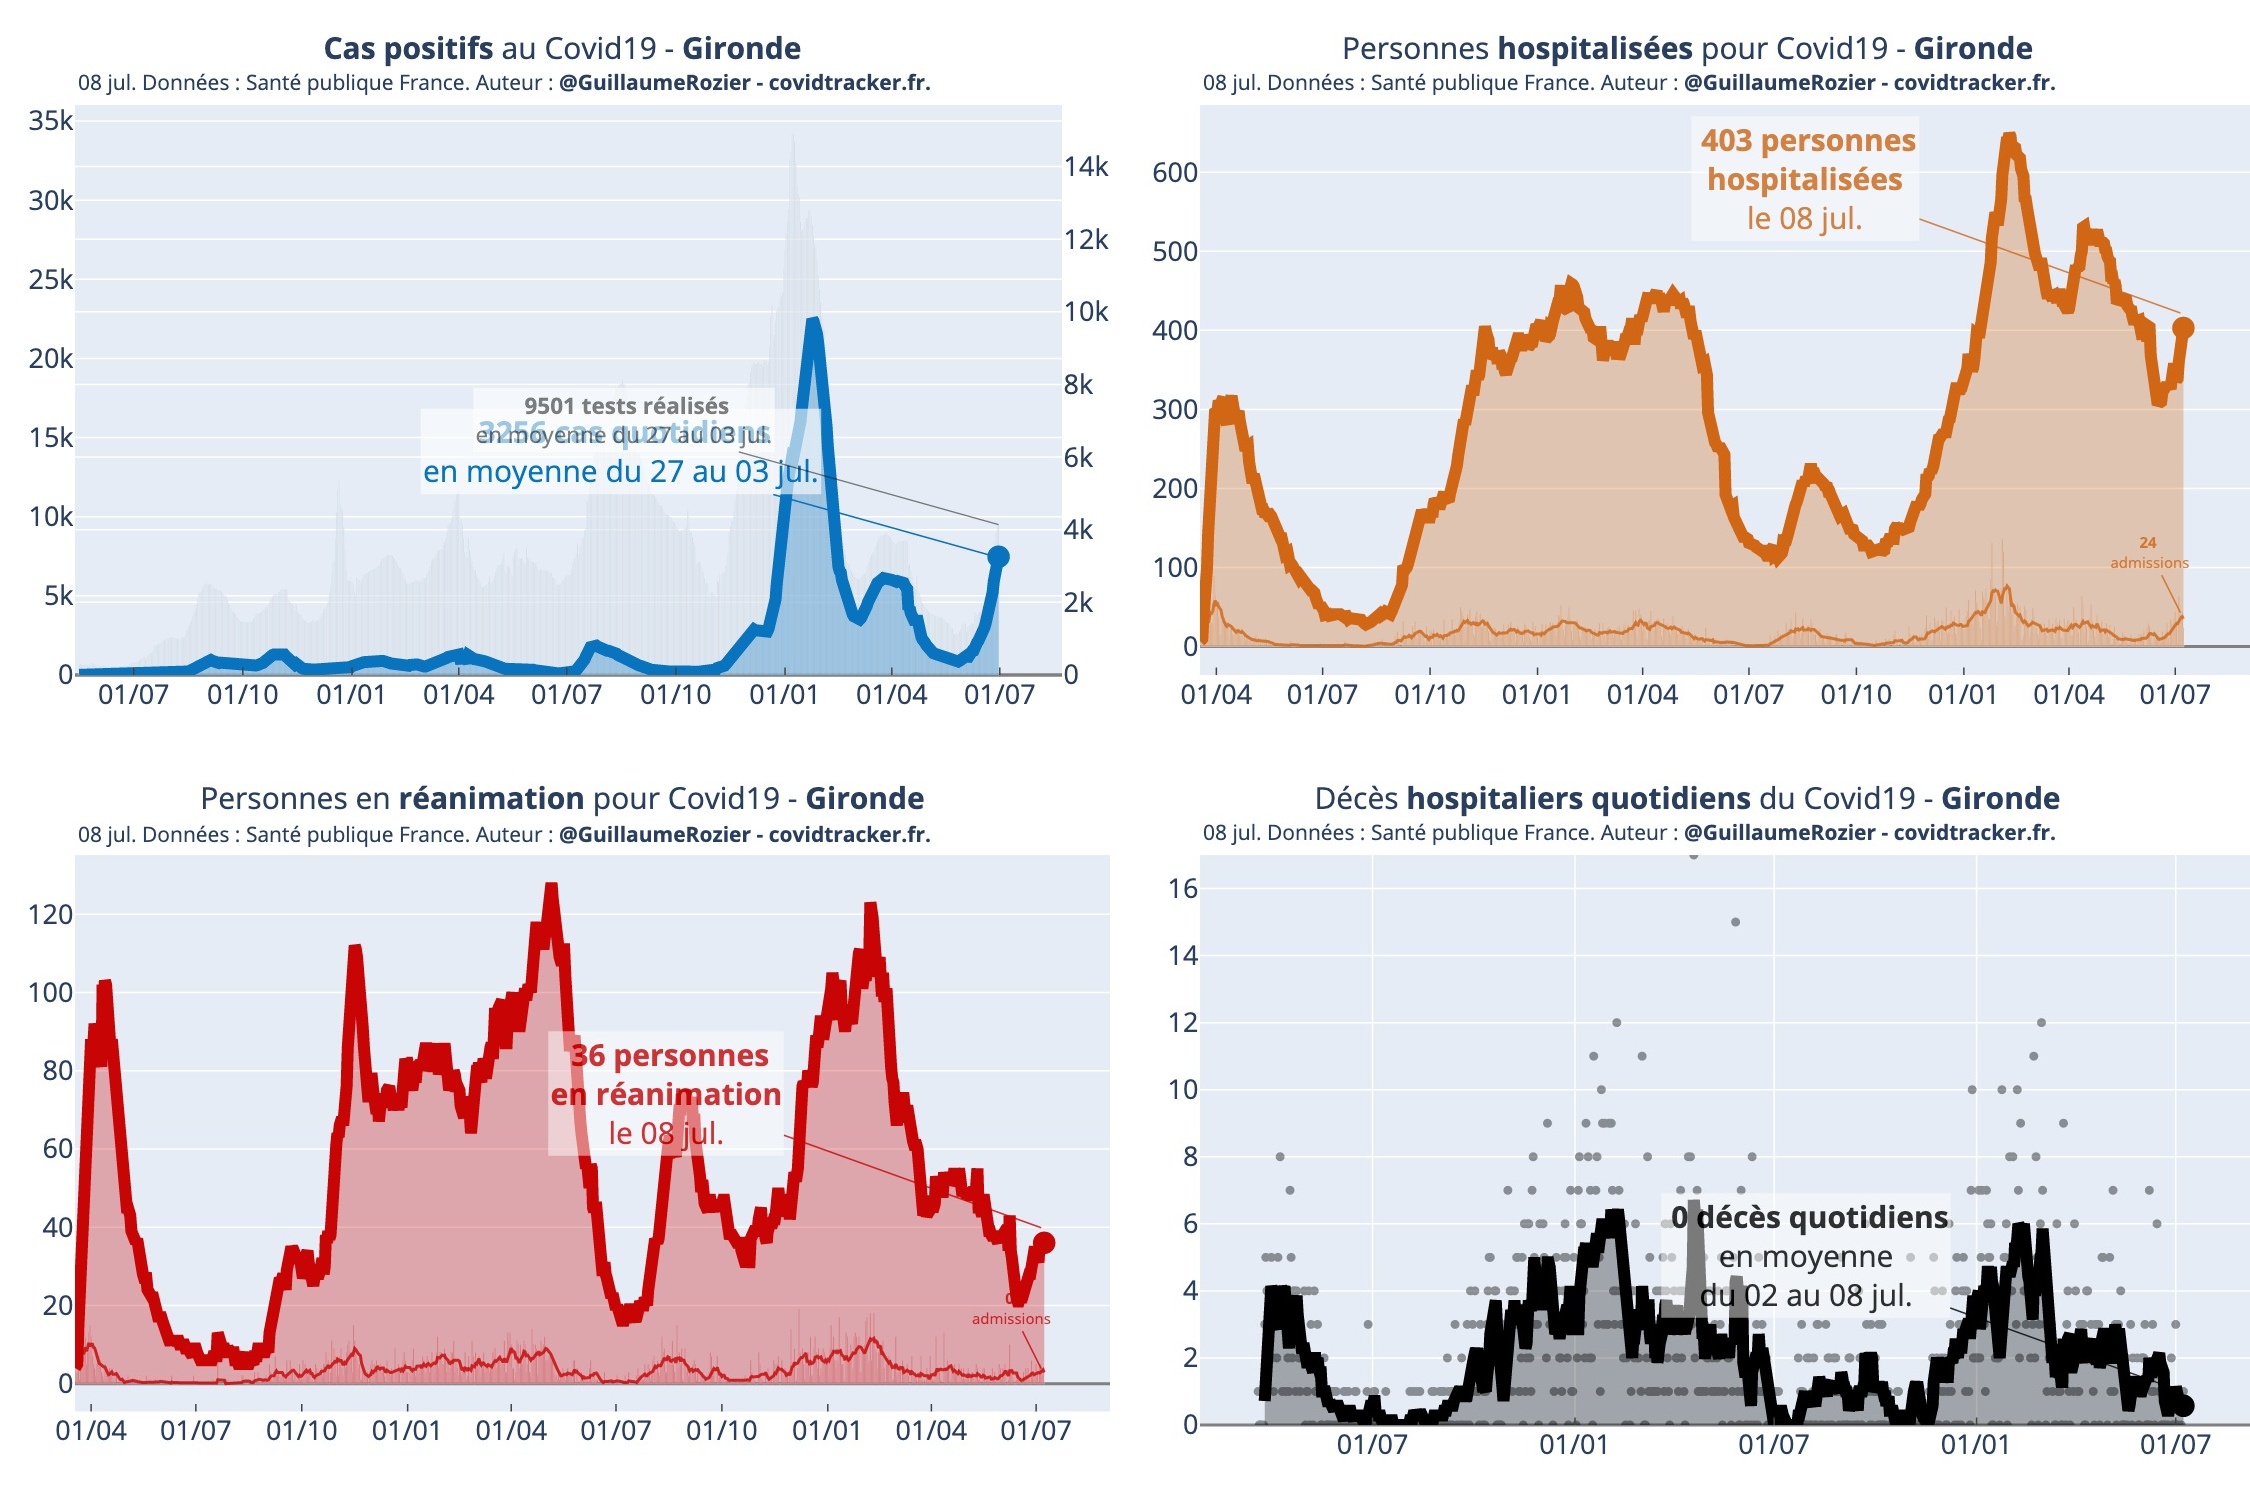 Cas positifs au Covid19 - Gironde
08 jul. Données : Santé publique France. Auteur : @GuillaumeRozier - covidtracker.fr.
35k
30k
25k
20k
15k
10k
5k
0
14k
12k
10k
8k
6k
4k
2k
0
9501 tests réalisés
en moyenne du 27 au 03 jul.
3256 cas quotidiens
en moyenne du 27 au 03 jul.
01/07 01/10 01/01 01/04 01/07 01/10 01/01 01/04 01/07
Personnes hospitalisées pour Covid19 - Gironde
08 jul. Données : Santé publique France. Auteur : @GuillaumeRozier - covidtracker.fr.
600
500
400
300
200
100
0
403 personnes
hospitalisées
le 08 jul.
24
admissions
01/04 01/07 01/10 01/01 01/04 01/07 01/10 01/01 01/04 01/07
Personnes en réanimation pour Covid19 - Gironde
08 jul. Données : Santé publique France. Auteur : @GuillaumeRozier - covidtracker.fr.
120
100
80
60
40
20
0
36 personnes
en réanimation
le 08 jul.
admissions
01/04 01/07 01/10 01/01 01/04 01/07 01/10 01/01 01/04 01/07
Décès hospitaliers quotidiens du Covid19 - Gironde
08 jul. Données : Santé publique France. Auteur : @GuillaumeRozier - covidtracker.fr.
16
14
12
10
8
6
4
2
0
0 décès quotidiens
en moyenne
du 02 au 08 jul.
01/07 01/01 01/07 01/01 01/07